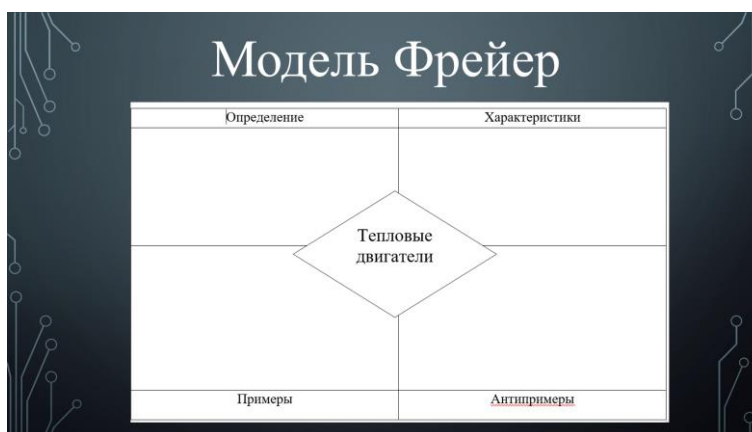 Модель Фрейер
Определение
Характеристики
Тепловые
двигатели
Примеры
Антипримеры